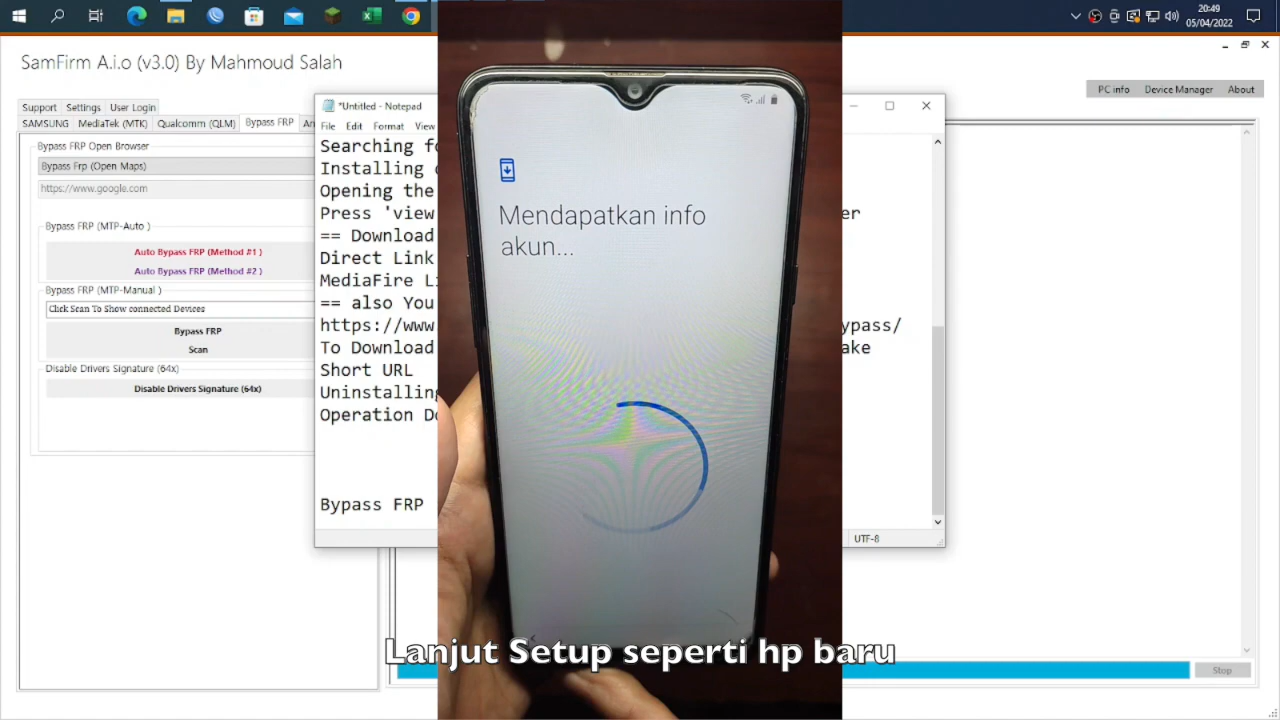 20:49
05/04/2022
SamFirm A.i.o (v3.0) By Mahmoud Salah
PC info Device Manager About
Support Settings User Login
SAMSUNG MediaTek (MTK) Qualcomm (QLM) Bypass FRP
Bypass FRP Open Browser
Bypass Frp (Open Maps)
https://www.google.com
Bypass FRP (MTP-Auto )
Auto Bypass FRP (Method #1 )
Auto Bypass FRP (Method #2 )
Bypass FRP (MTP-Manual )
Click Scan To Show connected Devices
Bypass FRP
Scan
Disable Drivers Signature (64x)
Disable Drivers Signature (64x)
*Untitled - Notepad
File Edit Format View
Searching
Installing
Opening the
Press 'view
== Download
Direct Link
MediaFire
== also You
https://www.
To Download
Short URL
Uninstalling
Operation
Bypass FRP
UTF-8
Mendapatkan info
akun...
Stop
Lanjut Setup seperti hp baru